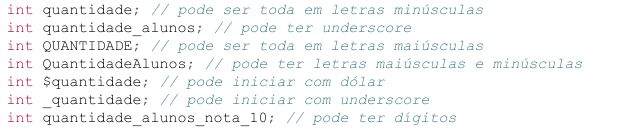 int quantidade; // pode ser toda em letras minúsculas
int quantidade_alunos; // pode ter underscore
int QUANTIDADE; // pode ser toda em letras maiúsculas
int QuantidadeAlunos; // pode ter letras maiúsculas e minúsculas
int $quantidade; // pode iniciar com dólar
int _quantidade; // pode iniciar com underscore
int quantidade_alunos_nota_10; // pode ter dígitos